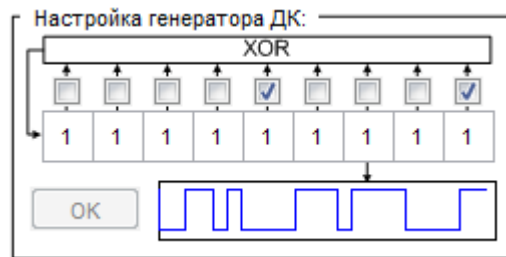 Настройка генератора ДК:
XOR
1 1 1 1 1 1 1 1 1
OK